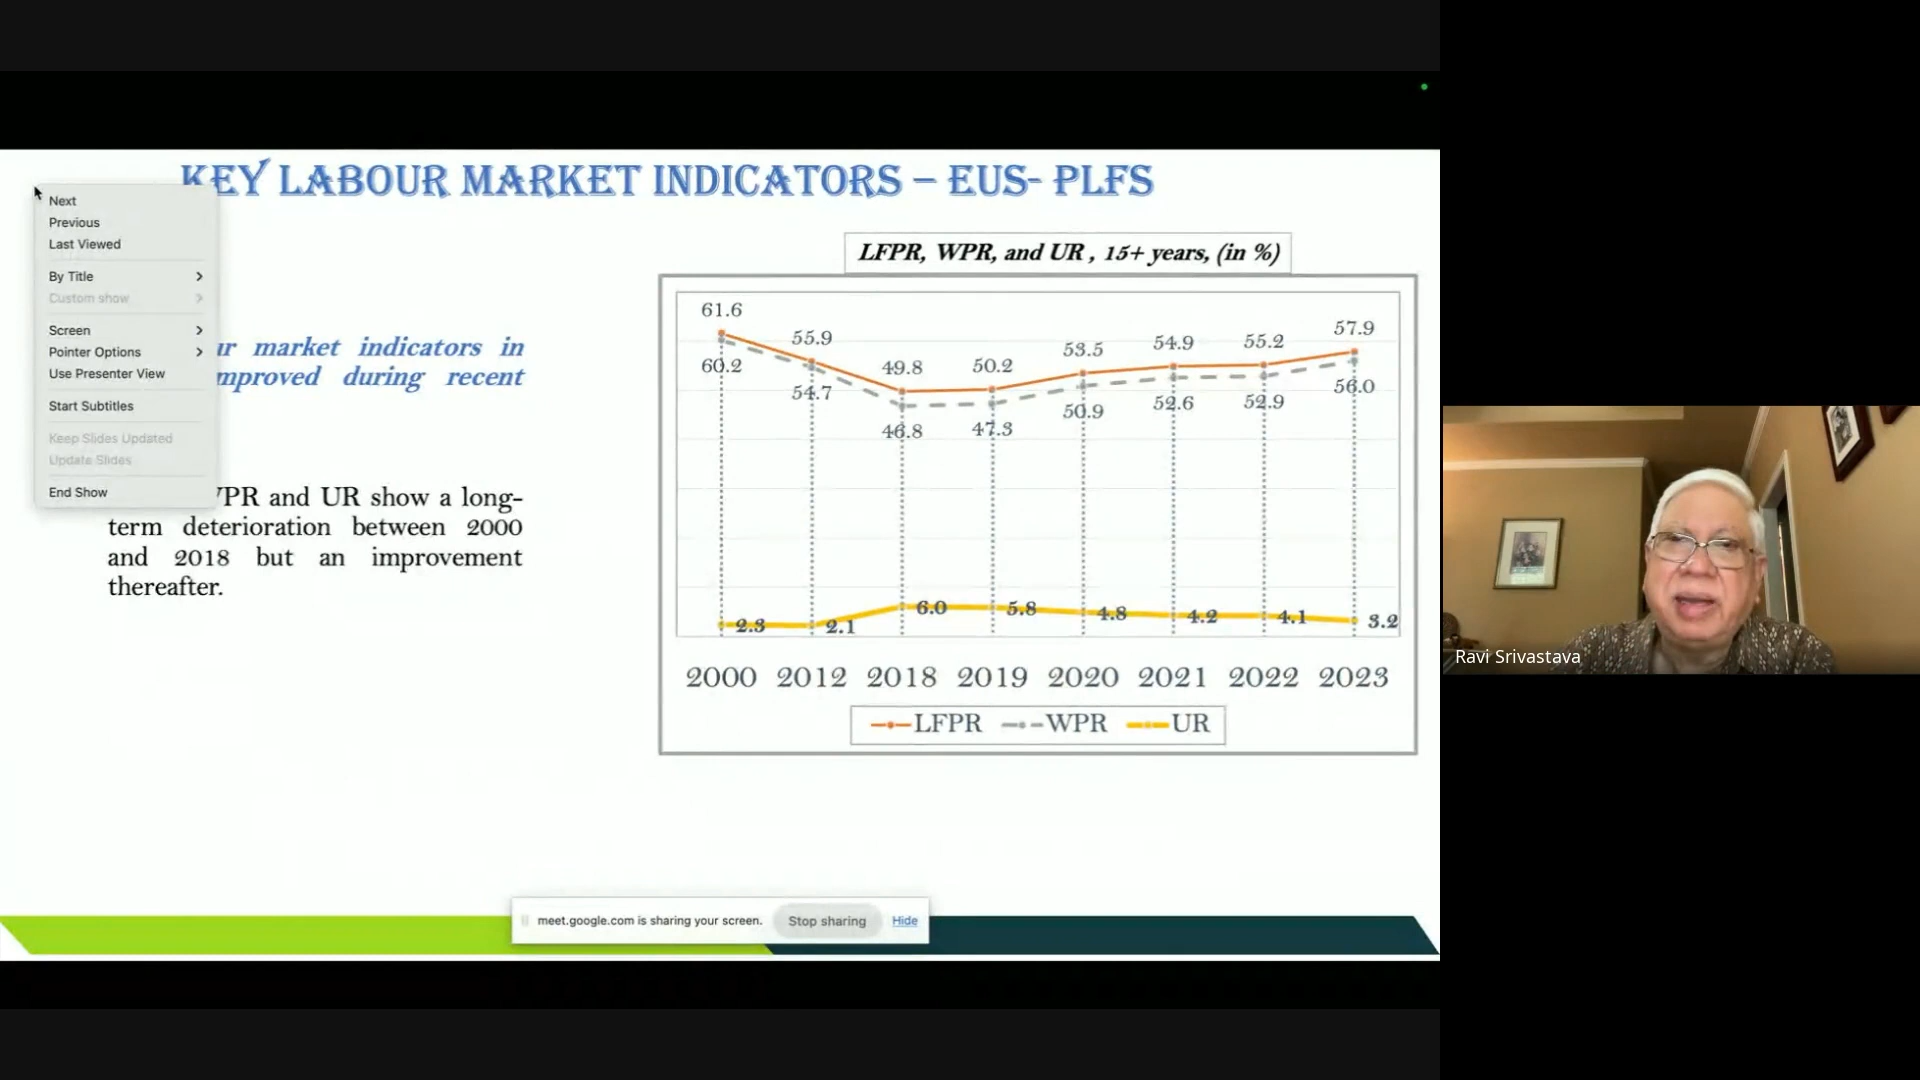 KEY LABOUR MARKET INDICATORS – EUS- PLFS
Next
Previous
Last Viewed
By Title
Custom show
Screen
Pointer Options
Use Presenter View
Start Subtitles
Keep Slides Updated
Update Slides
End Show
market indicators in
during recent
and UR show a long-
term deterioration between 2000
and 2018 but an improvement
thereafter.
LFPR, WPR, and UR , 15+ years, (in %)
61.6 55.9 49.8 50.2 53.5 54.9 55.2 57.9
60.2 54.7 46.8 47.3 50.9 52.6 52.9 56.0
2.3 2.1 6.0 5.8 4.8 4.2 4.1 3.2
2000 2012 2018 2019 2020 2021 2022 2023
LFPR WPR UR
meet.google.com is sharing your screen. Stop sharing Hide
Ravi Srivastava